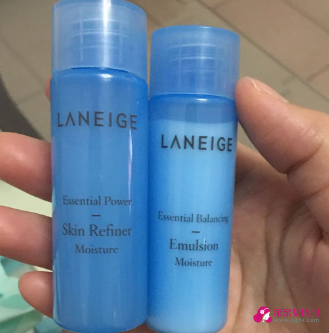 LANEIGE
Essential Power
Skin Refiner
Moisture
LANEIGE
Essential Balancing
Emulsion
Moisture